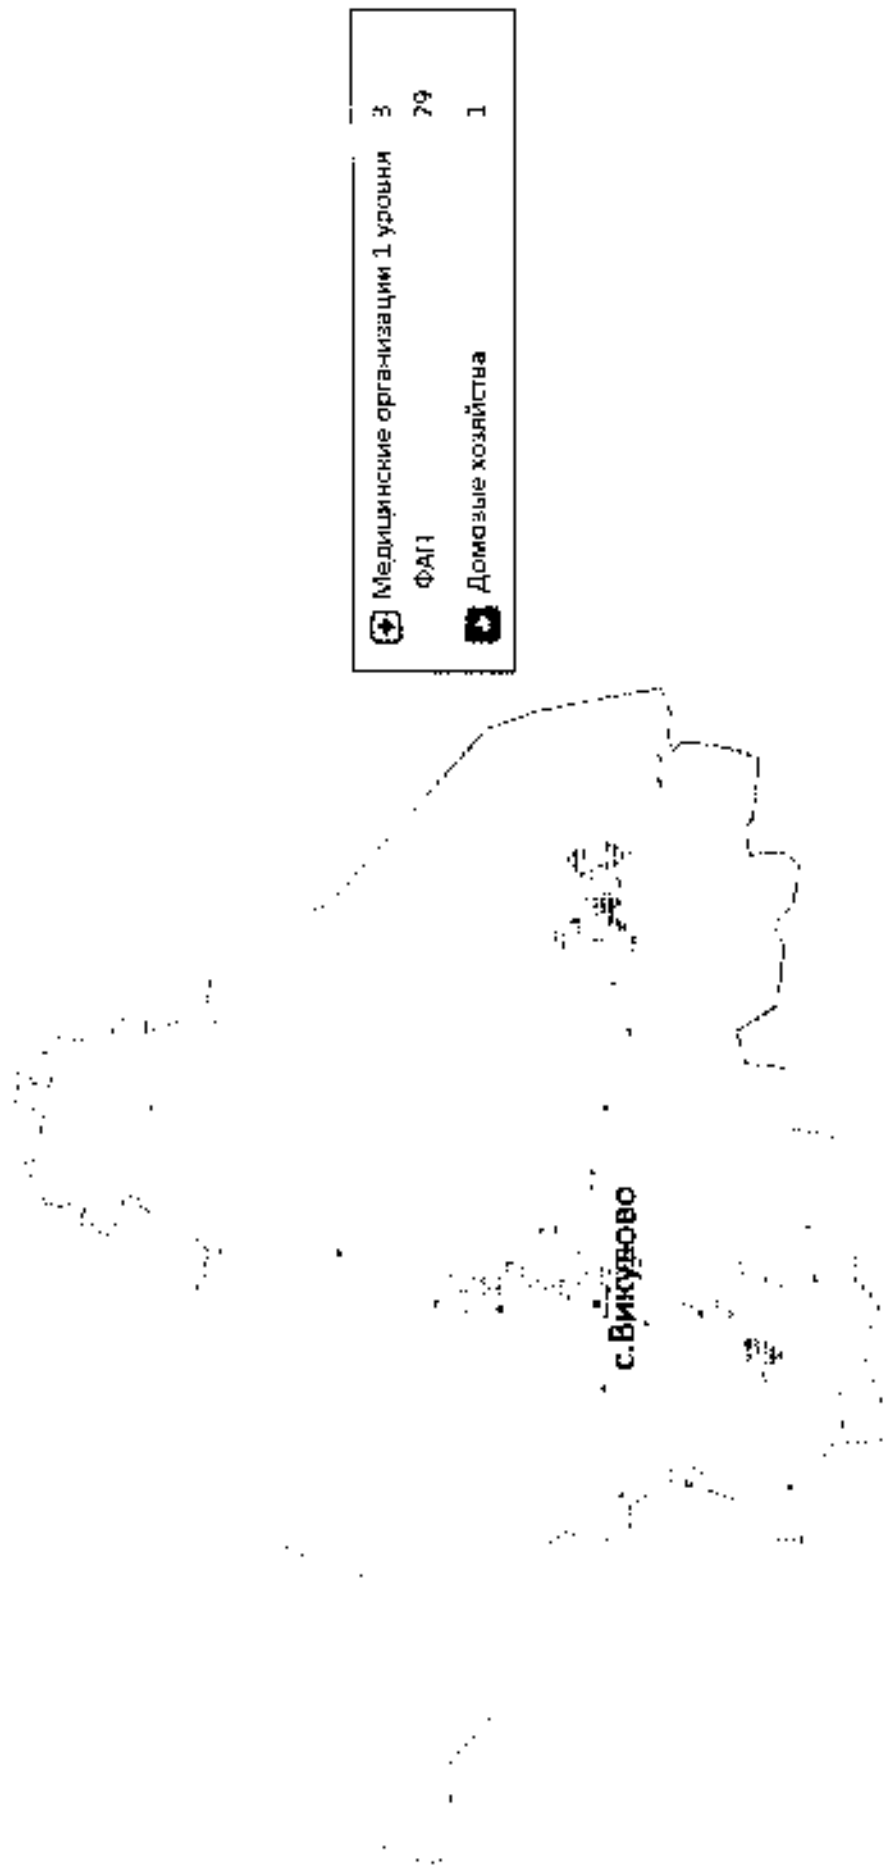 Медицинские организации 1 уровня 3
ФАП 29
Домовые хозяйства 1
с.Викулово